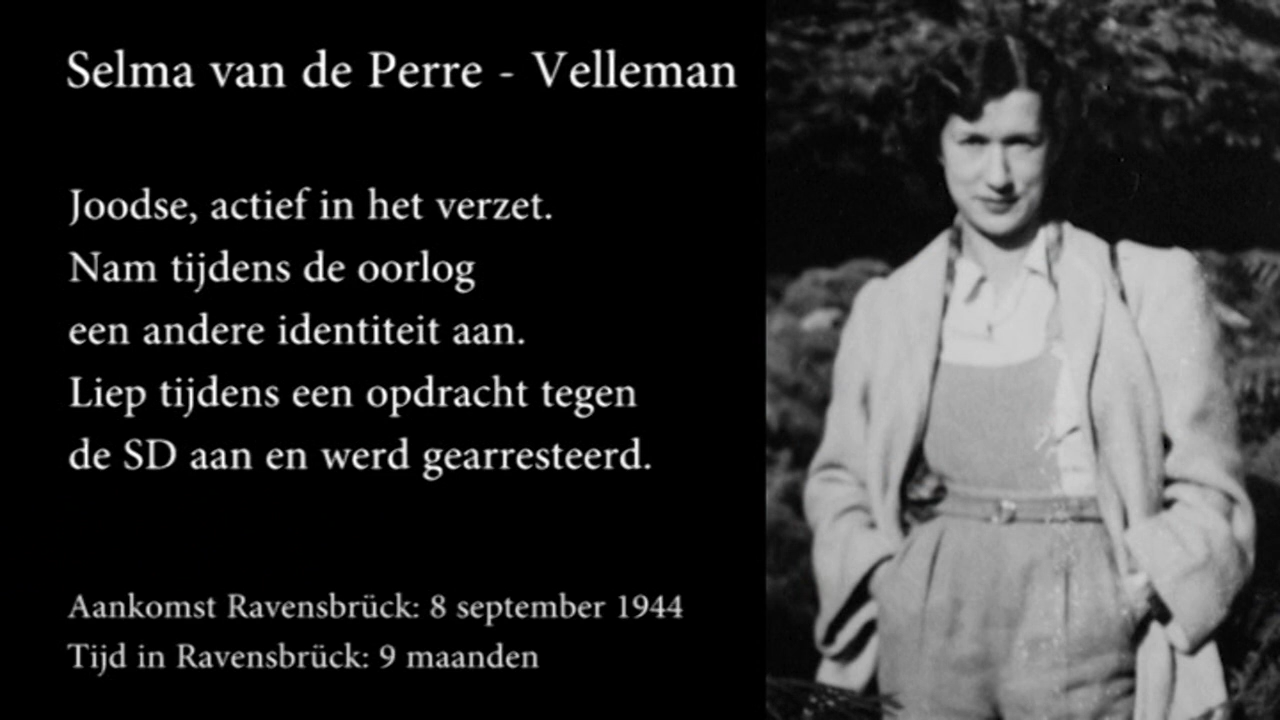 Selma van de Perre - Velleman
Joodse, actief in het verzet.
Nam tijdens de oorlog
een andere identiteit aan.
Liep tijdens een opdracht tegen
de SD aan en werd gearresteerd.
Aankomst Ravensbrück: 8 september 1944
Tijd in Ravensbrück: 9 maanden